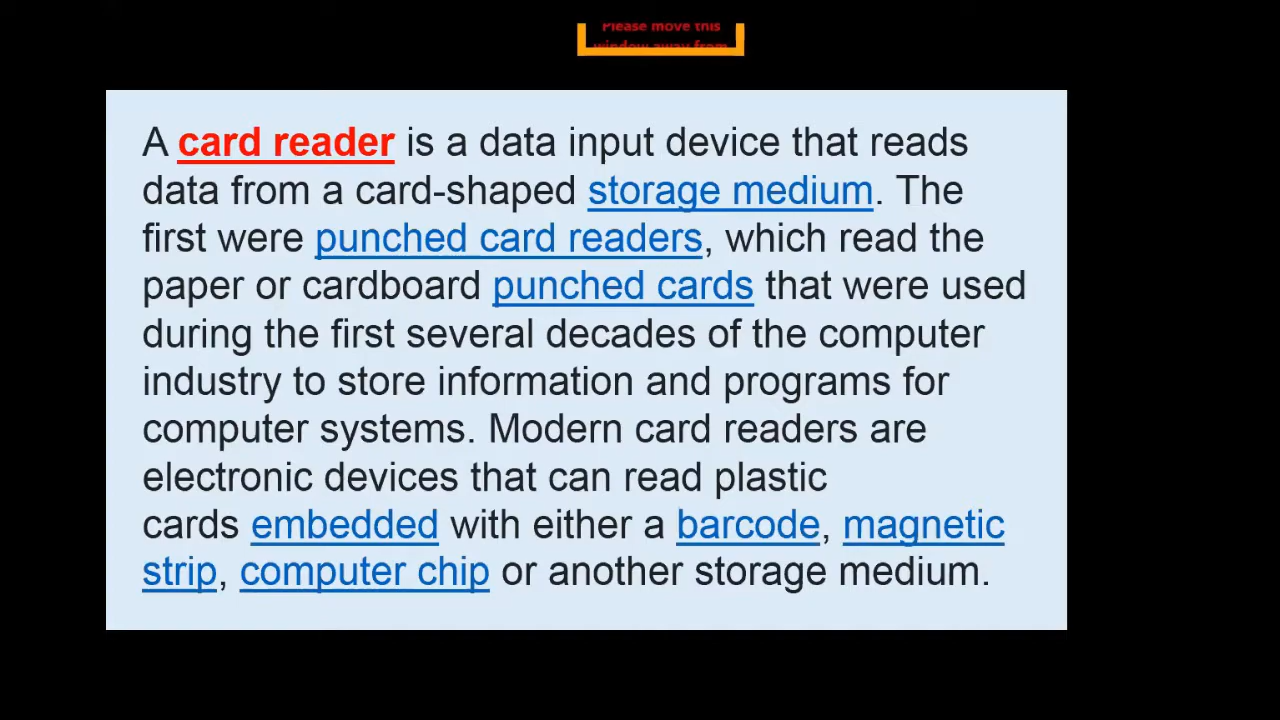 Please move this
window away from
A card reader is a data input device that reads
data from a card-shaped storage medium. The
first were punched card readers, which read the
paper or cardboard punched cards that were used
during the first several decades of the computer
industry to store information and programs for
computer systems. Modern card readers are
electronic devices that can read plastic
cards embedded with either a barcode, magnetic
strip, computer chip or another storage medium.